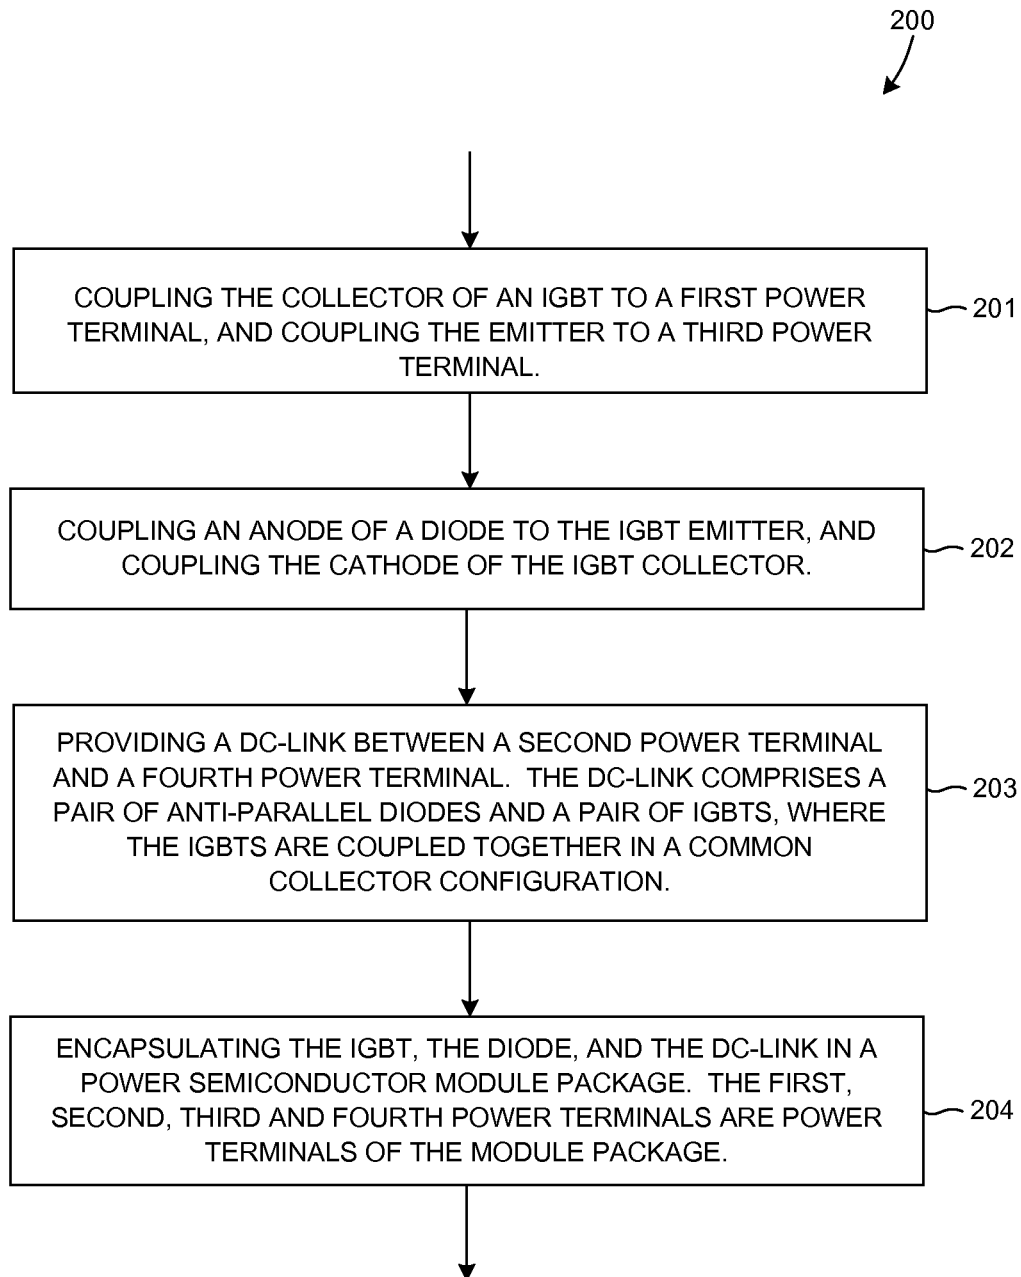 200
COUPLING THE COLLECTOR OF AN IGBT TO A FIRST POWER
TERMINAL, AND COUPLING THE EMITTER TO A THIRD POWER
TERMINAL.
201
COUPLING AN ANODE OF A DIODE TO THE IGBT EMITTER, AND
COUPLING THE CATHODE OF THE IGBT COLLECTOR.
202
PROVIDING A DC-LINK BETWEEN A SECOND POWER TERMINAL
AND A FOURTH POWER TERMINAL.  THE DC-LINK COMPRISES A
PAIR OF ANTI-PARALLEL DIODES AND A PAIR OF IGBTS, WHERE
THE IGBTS ARE COUPLED TOGETHER IN A COMMON
COLLECTOR CONFIGURATION.
203
ENCAPSULATING THE IGBT, THE DIODE, AND THE DC-LINK IN A
POWER SEMICONDUCTOR MODULE PACKAGE.  THE FIRST,
SECOND, THIRD AND FOURTH POWER TERMINALS ARE POWER
TERMINALS OF THE MODULE PACKAGE.
204